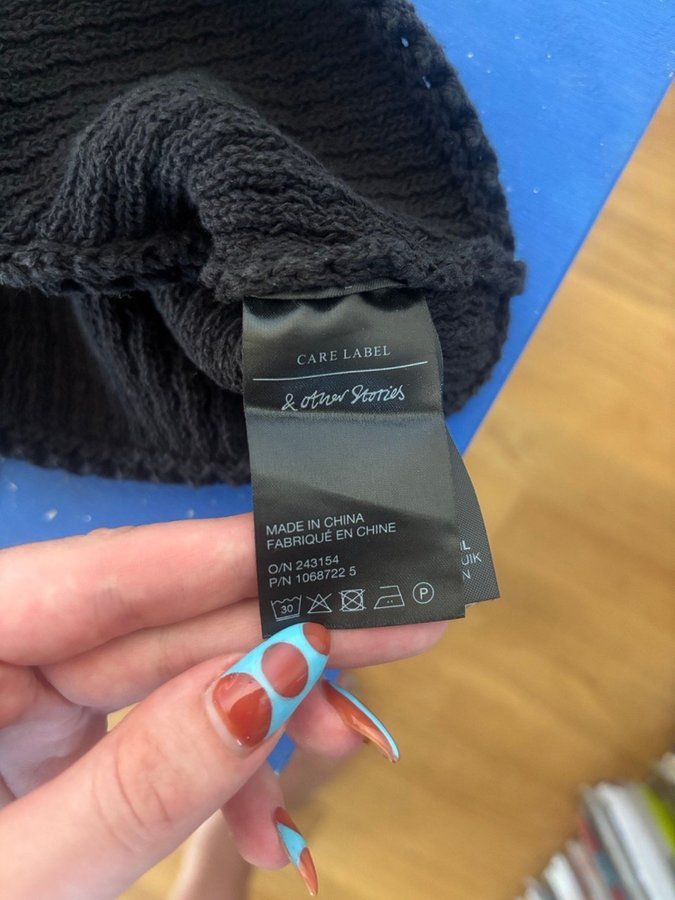 CARE LABEL
& other Stories
MADE IN CHINA
FABRIQUÉ EN CHINE
O/N 243154
P/N 1068722 5
30
P